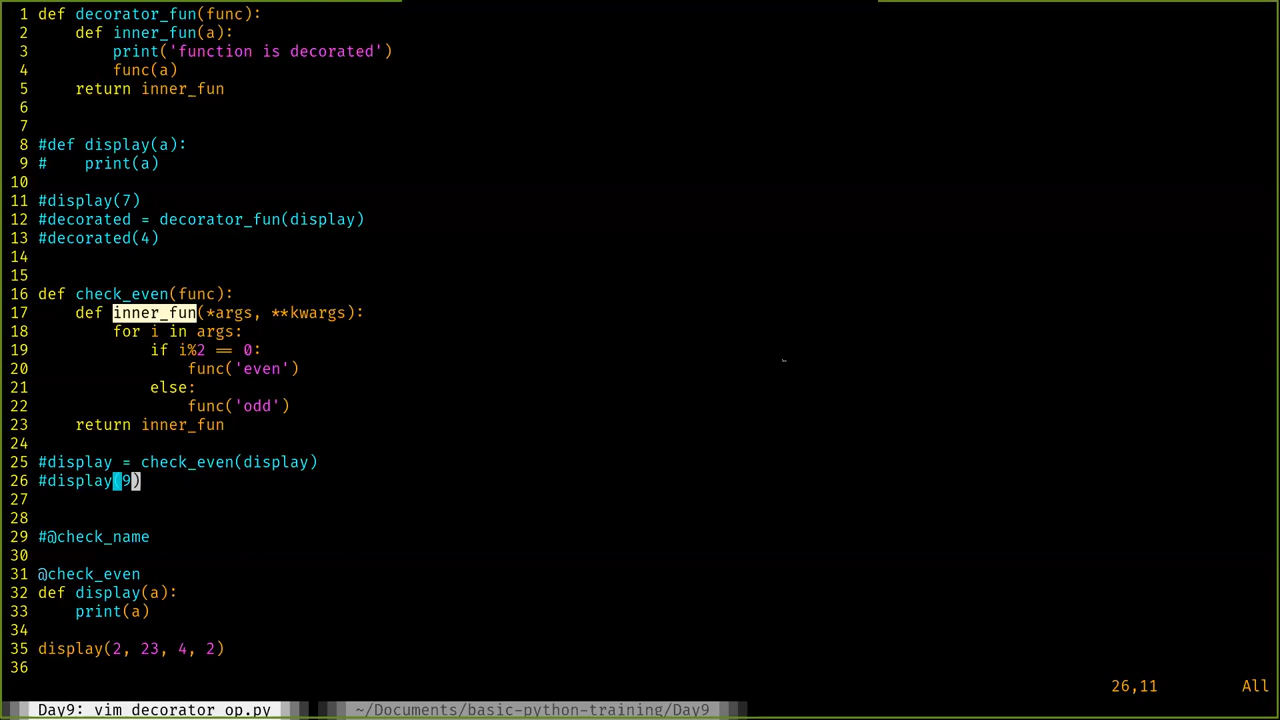 1 def decorator_fun(func):
2     def inner_fun(a):
3         print('function is decorated')
4         func(a)
5     return inner_fun
6
7
8 #def display(a):
9 #    print(a)
10
11 #display(7)
12 #decorated = decorator_fun(display)
13 #decorated(4)
14
15
16 def check_even(func):
17     def inner_fun(*args, **kwargs):
18         for i in args:
19             if i%2 == 0:
20                 func('even')
21             else:
22                 func('odd')
23     return inner_fun
24
25 #display = check_even(display)
26 #display(9)
27
28
29 #@check_name
30
31 @check_even
32 def display(a):
33     print(a)
34
35 display(2, 23, 4, 2)
36
26,11 All
Day9: vim decorator_op.py ~/Documents/basic-python-training/Day9